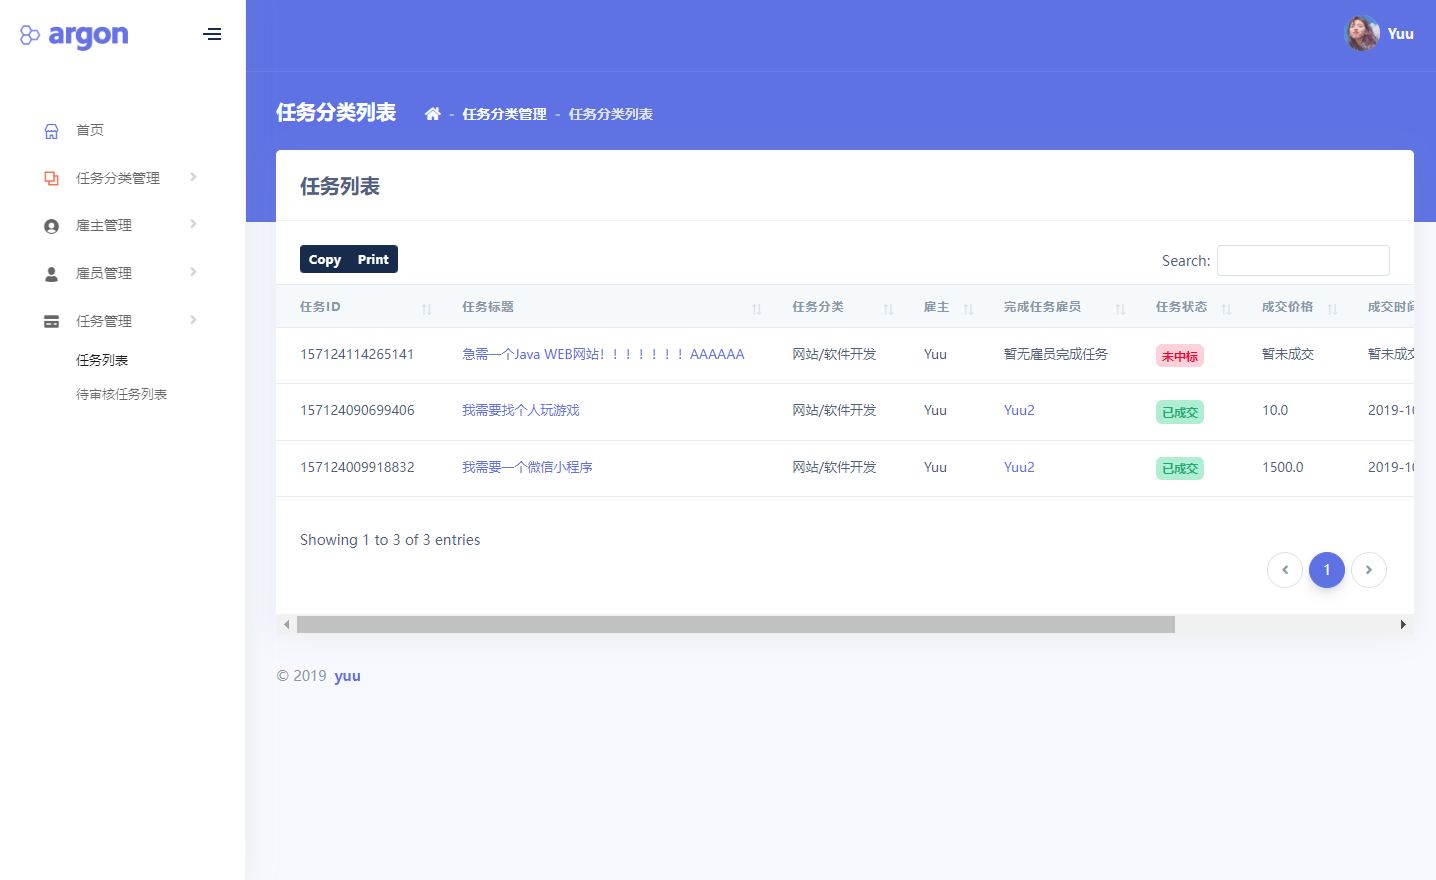 argon
Yuu
首页
任务分类管理
雇主管理
雇员管理
任务管理
任务列表
待审核任务列表
任务分类列表 - 任务分类管理 - 任务分类列表
任务列表
Copy Print Search:
任务ID 任务标题 任务分类 雇主 完成任务雇员 任务状态 成交价格 成交时间
157124114265141 急需一个Java WEB网站！！！！！！！AAAAAA 网站/软件开发 Yuu 暂无雇员完成任务 未中标 暂未成交 暂未成交
157124090699406 我需要找个人玩游戏 网站/软件开发 Yuu Yuu2 已成交 10.0 2019-10
157124009918832 我需要一个微信小程序 网站/软件开发 Yuu Yuu2 已成交 1500.0 2019-10
Showing 1 to 3 of 3 entries
1
© 2019 yuu